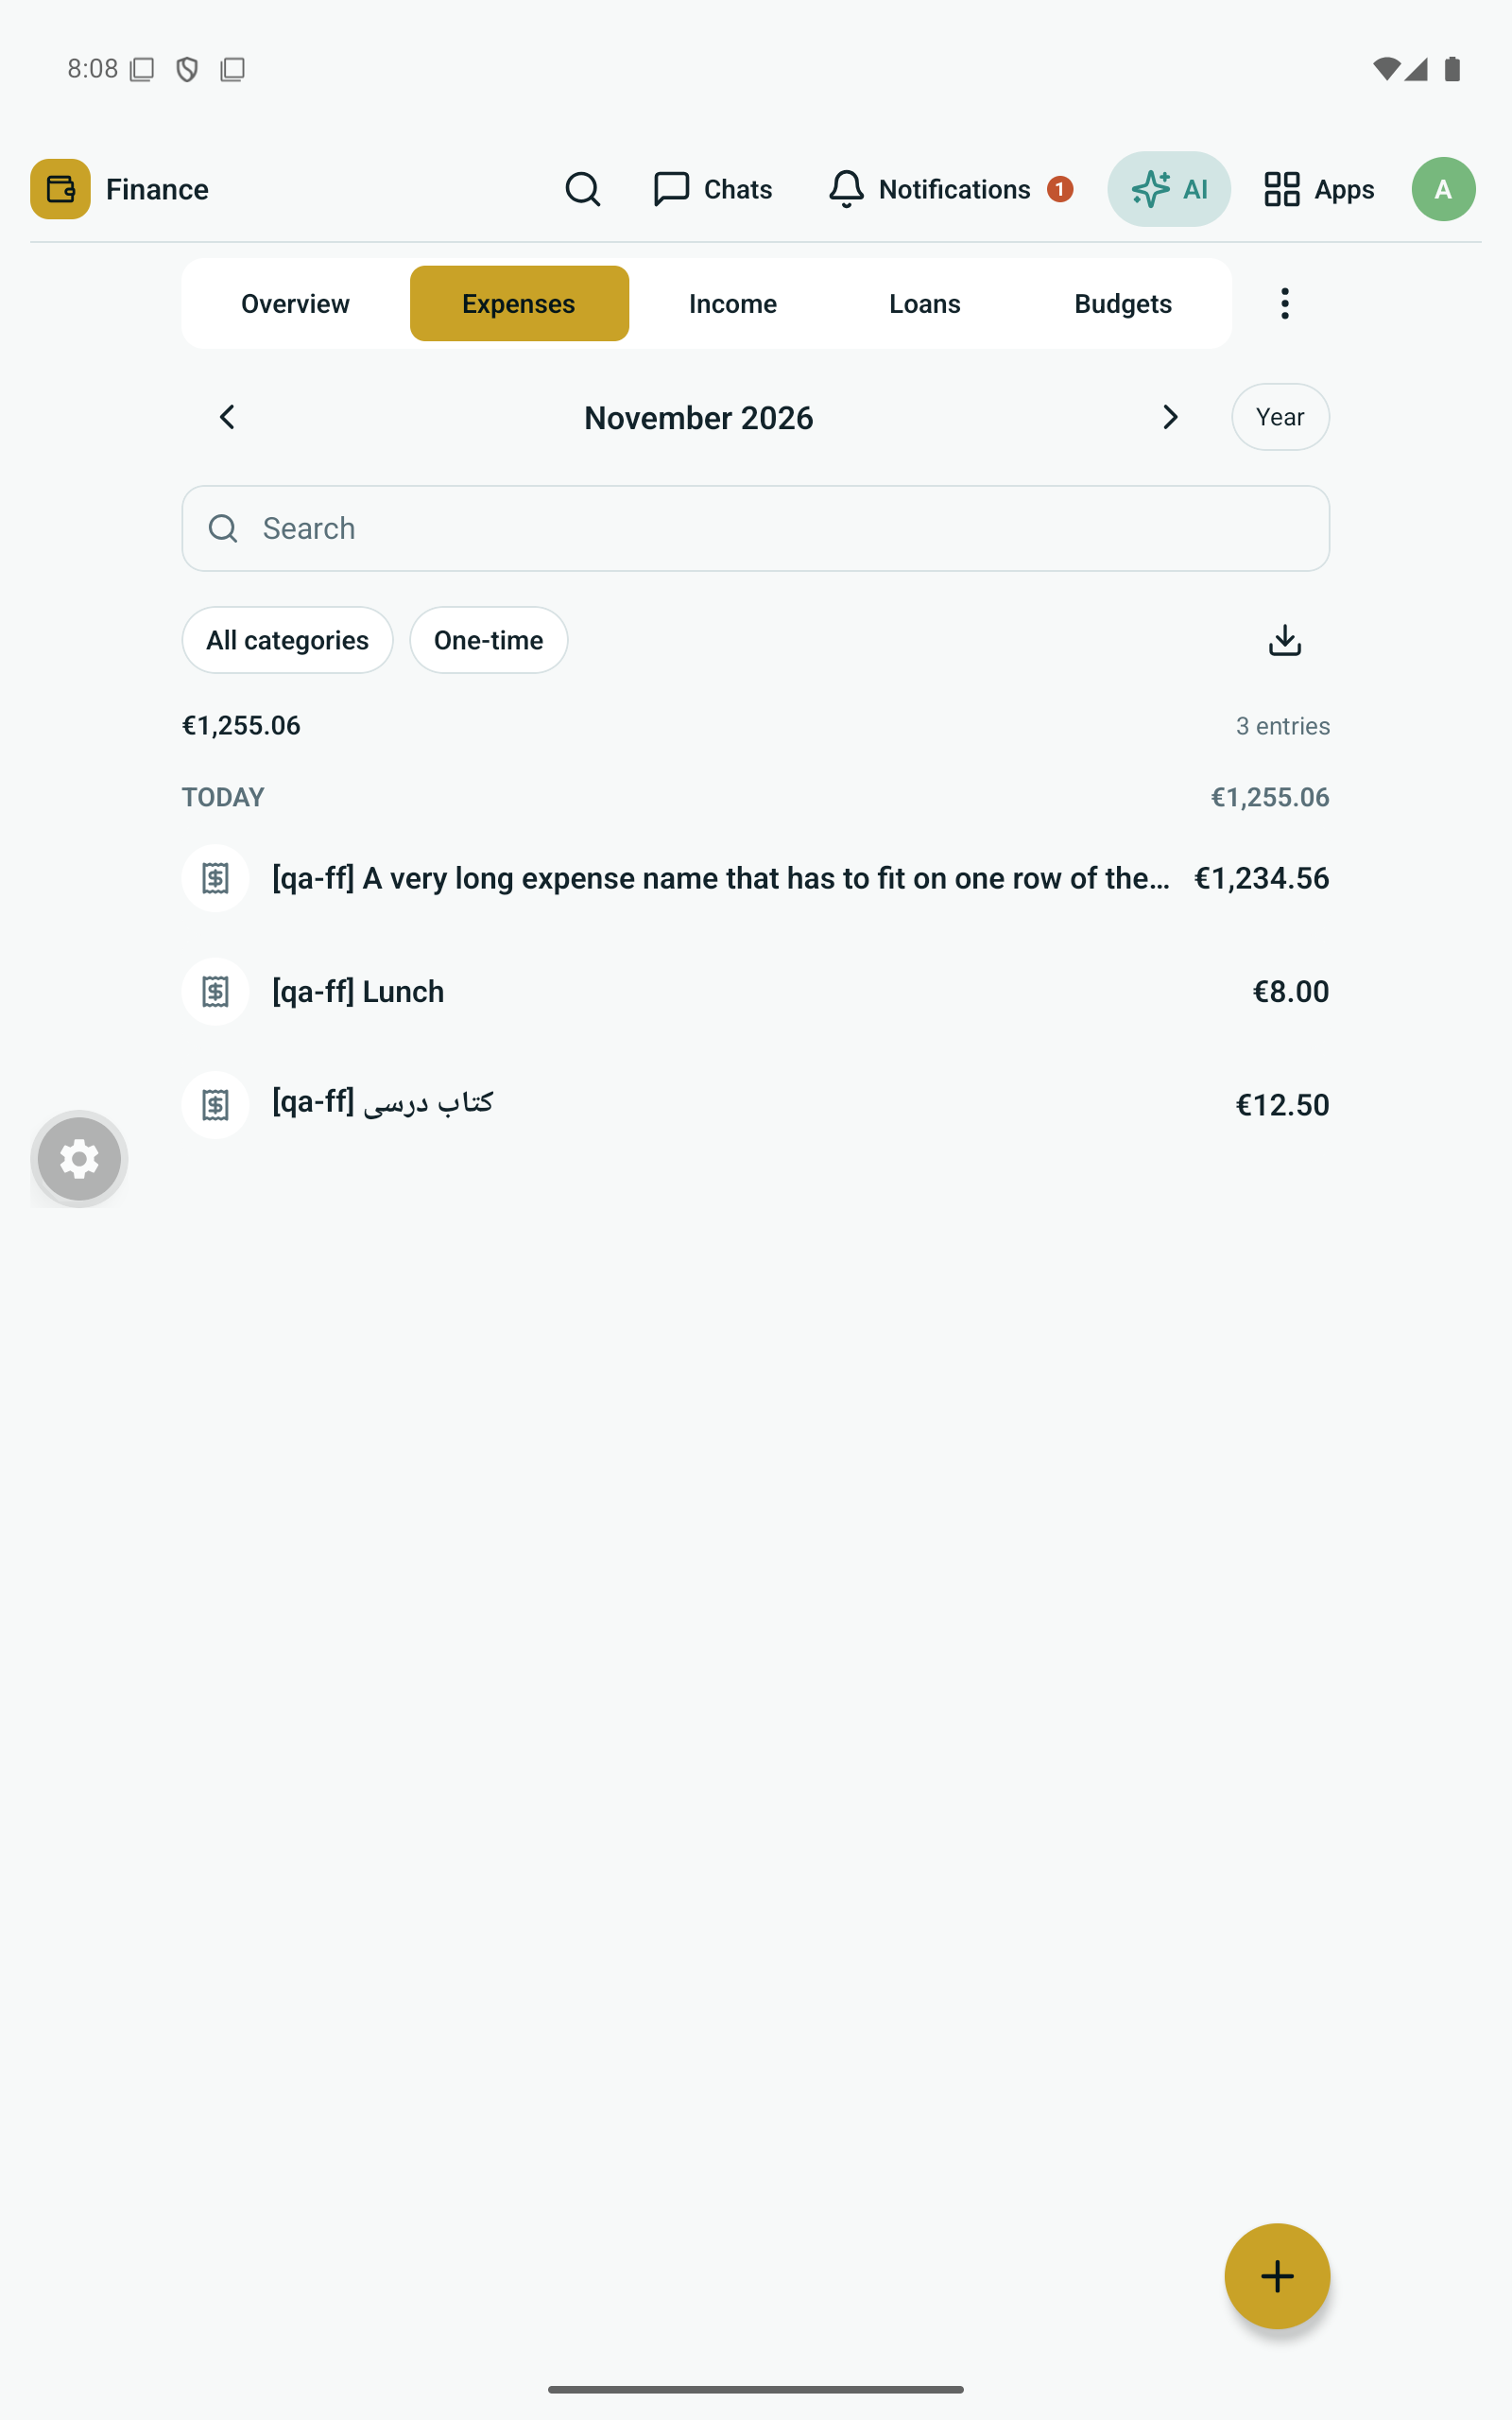 8:08
Finance
Chats
Notifications 1
AI
Apps
A
Overview
Expenses
Income
Loans
Budgets
November 2026
Year
Search
All categories
One-time
€1,255.06
3 entries
TODAY
€1,255.06
[qa-ff] A very long expense name that has to fit on one row of the…
€1,234.56
[qa-ff] Lunch
€8.00
[qa-ff] کتاب درسی
€12.50